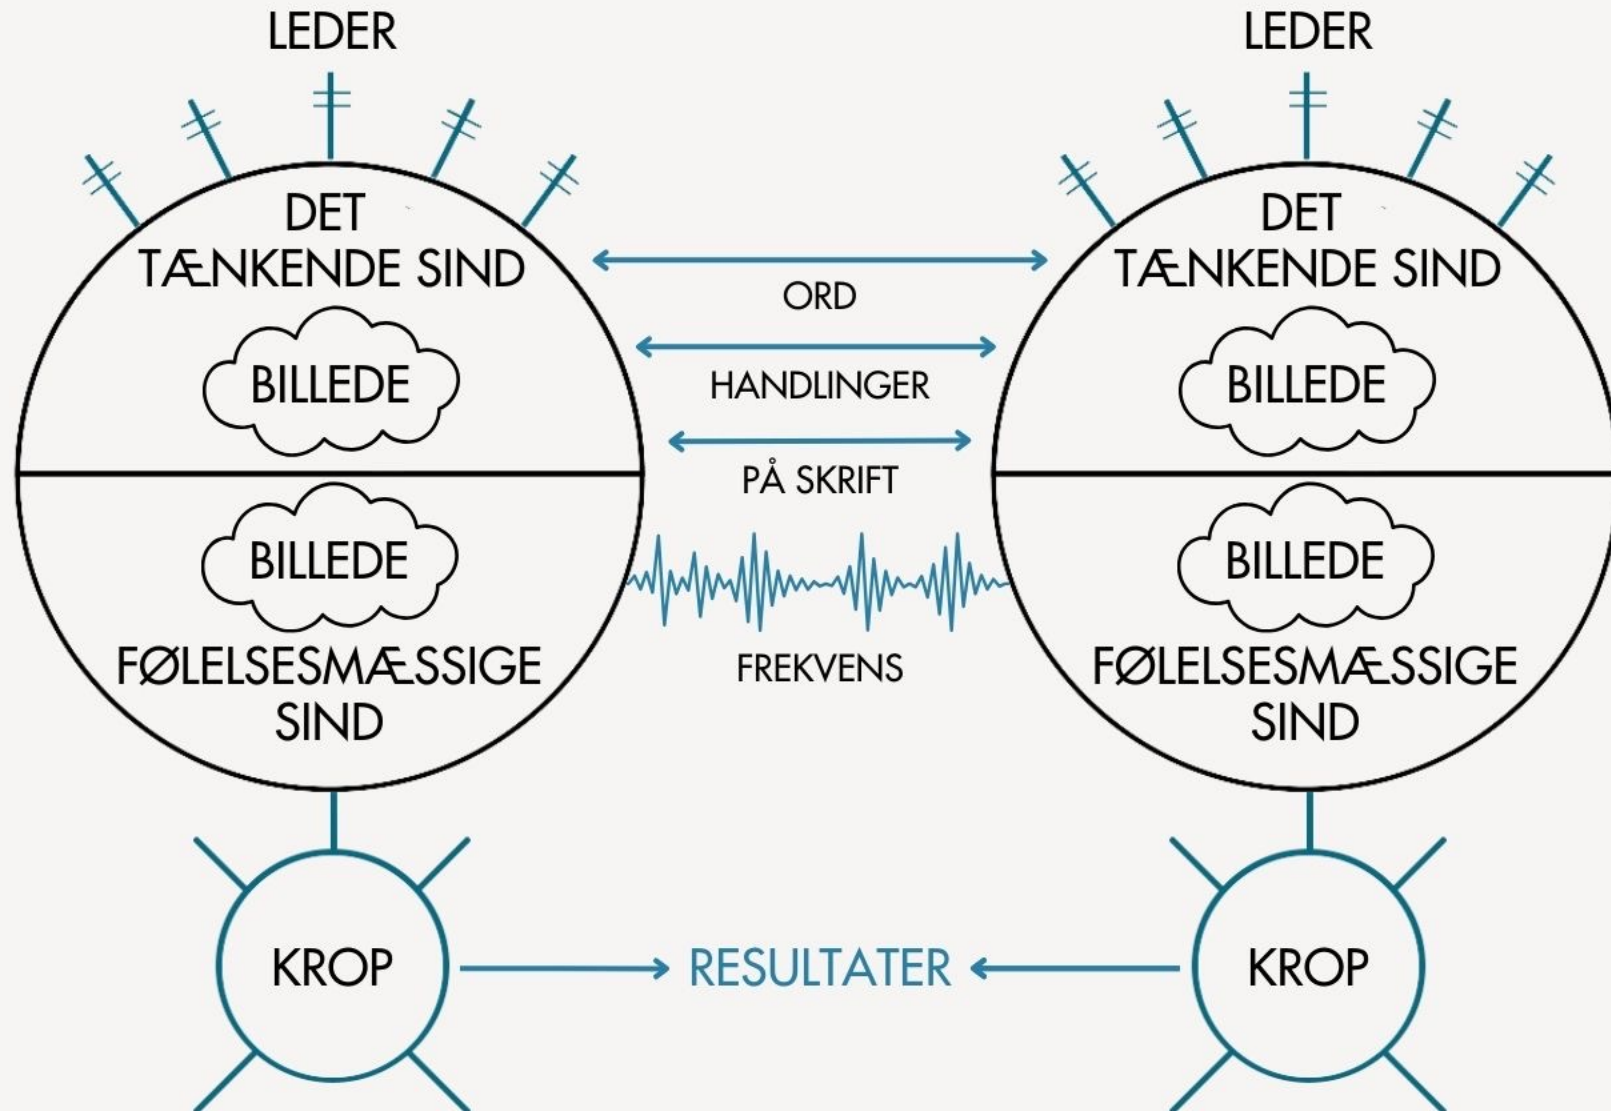 LEDER
DET
TÆNKENDE SIND
BILLEDE
BILLEDE
FØLELSESMÆSSIGE
SIND
KROP
ORD
HANDLINGER
PÅ SKRIFT
FREKVENS
RESULTATER
LEDER
DET
TÆNKENDE SIND
BILLEDE
BILLEDE
FØLELSESMÆSSIGE
SIND
KROP